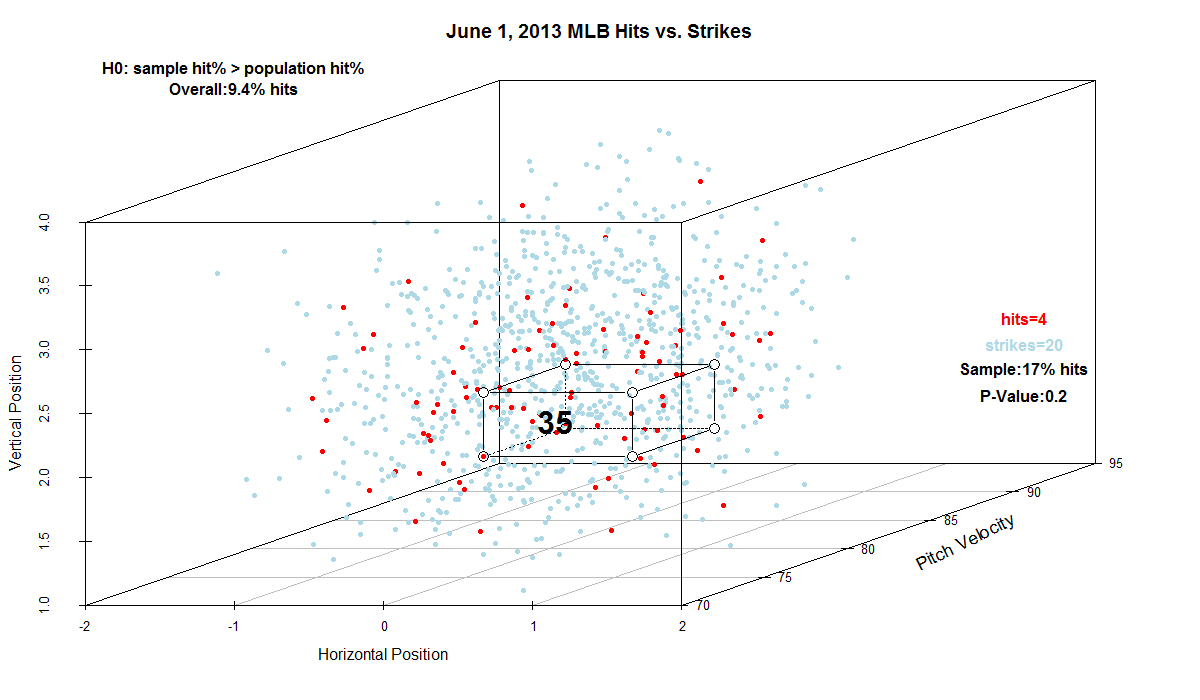 June 1, 2013 MLB Hits vs. Strikes
H0: sample hit% > population hit%
Overall:9.4% hits
hits=4
strikes=20
Sample:17% hits
P-Value:0.2
35
Vertical Position
4.0
3.5
3.0
2.5
2.0
1.5
1.0
-2
-1
0
1
2
Horizontal Position
70
75
80
85
90
95
Pitch Velocity